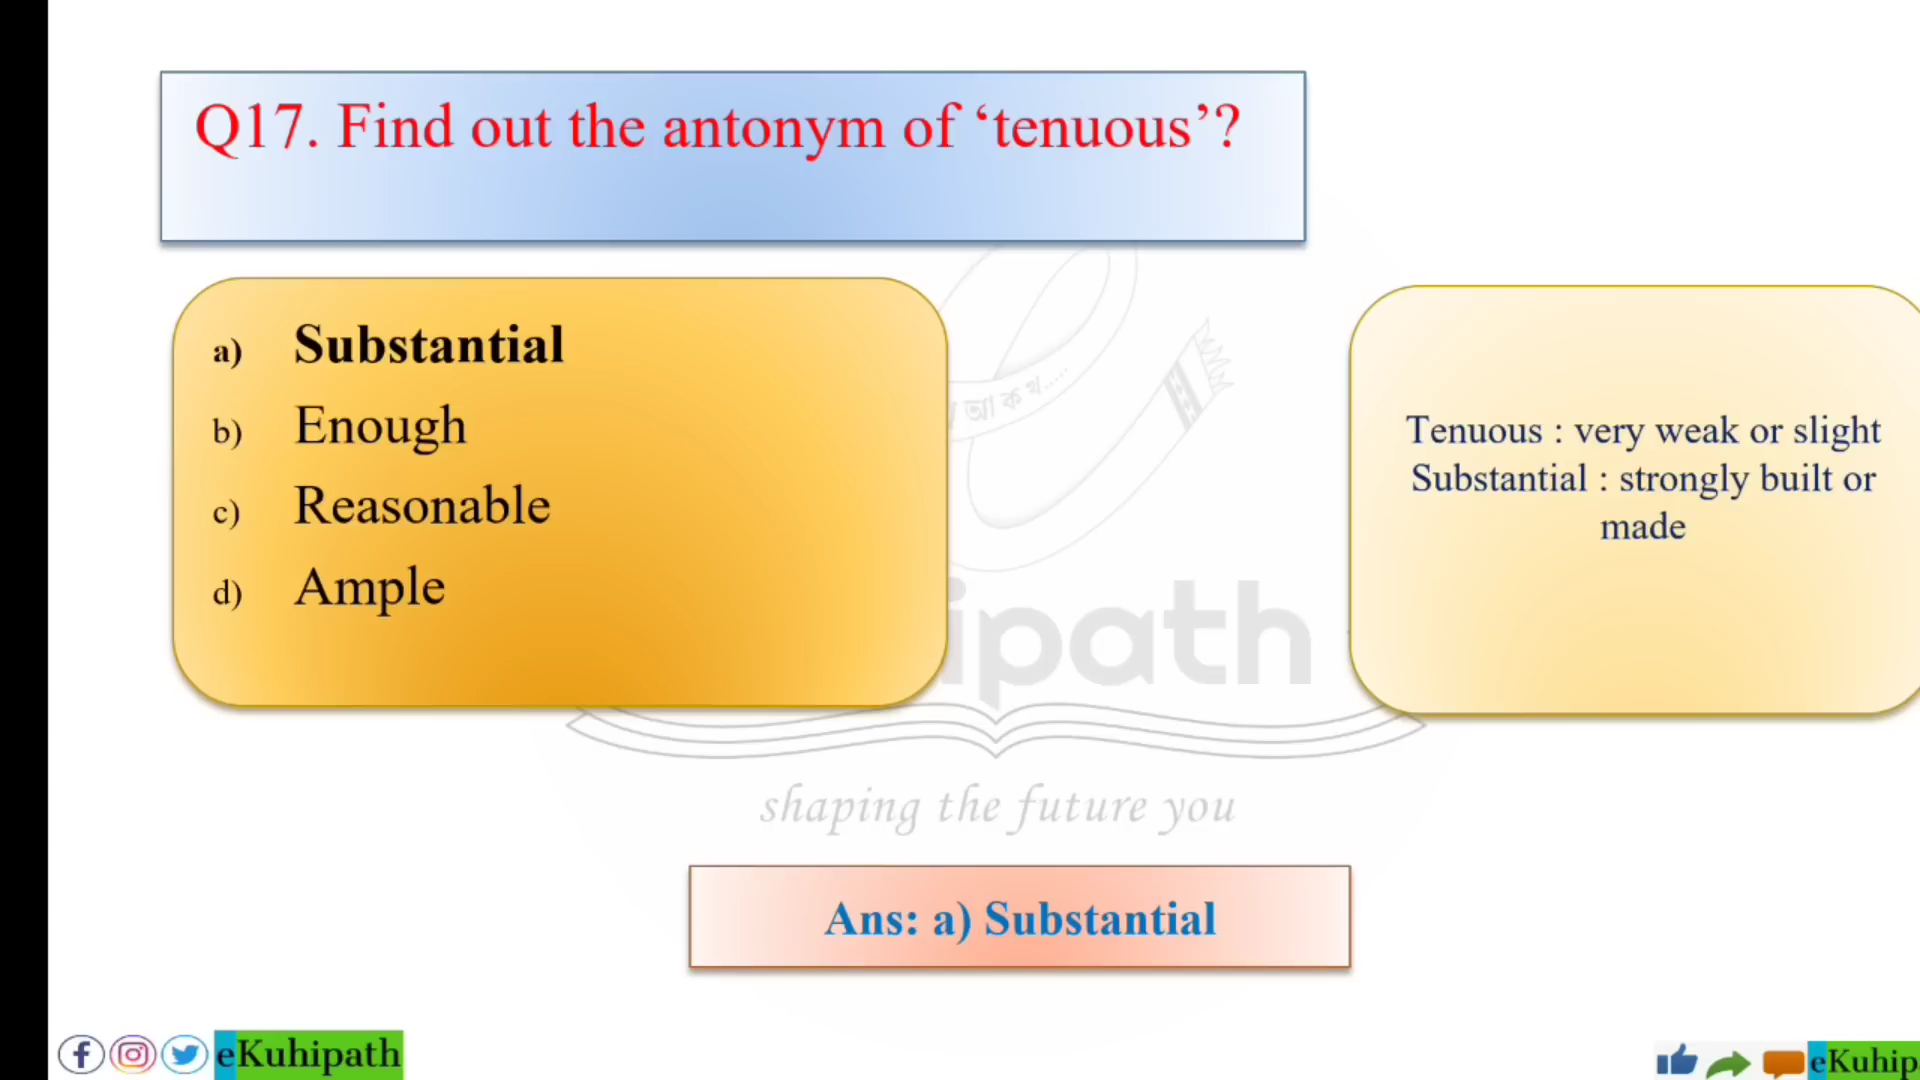 Q17. Find out the antonym of ‘tenuous’?
a) Substantial
b) Enough
c) Reasonable
d) Ample
Tenuous : very weak or slight
Substantial : strongly built or
made
আ ক খ....
ipath
shaping the future you
Ans: a) Substantial
eKuhipath
eKuhip